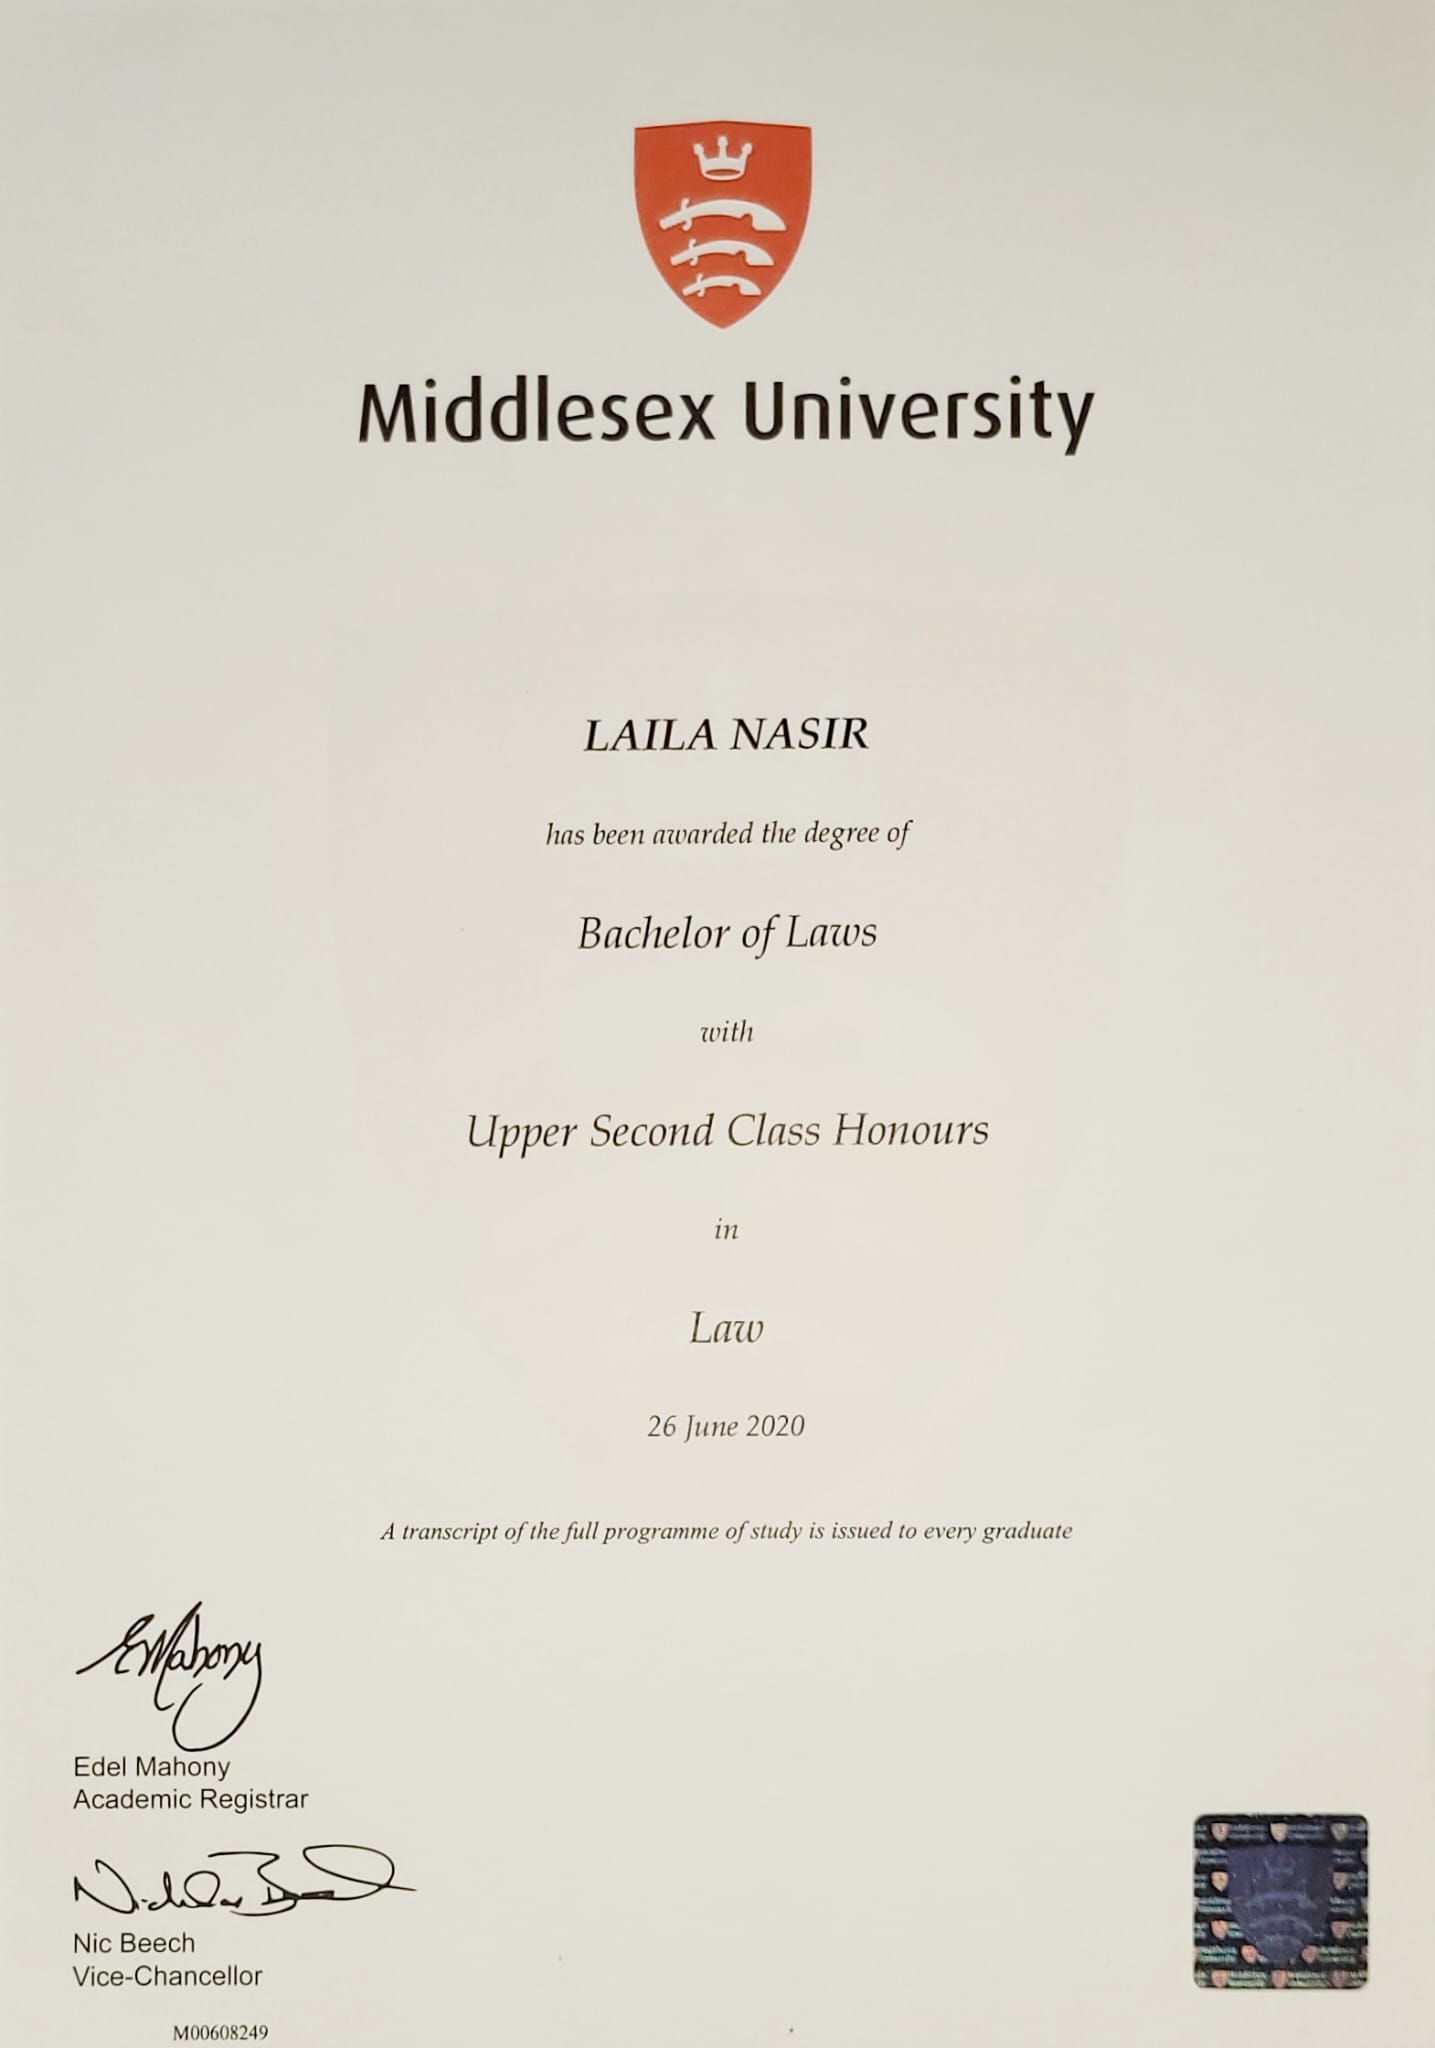 Middlesex University
LAILA NASIR
has been awarded the degree of
Bachelor of Laws
with
Upper Second Class Honours
in
Law
26 June 2020
A transcript of the full programme of study is issued to every graduate
EMahony
Edel Mahony
Academic Registrar
Nic Beech
Vice-Chancellor
M00608249